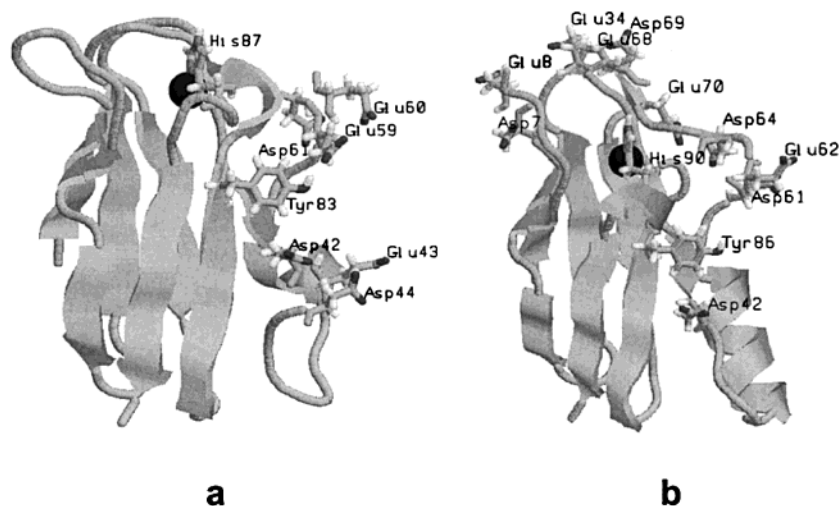 His87
Glu60
Glu59
Asp61
Tyr83
Asp42
Glu43
Asp44
a
Glu34
Asp69
Glu68
Glu8
Glu70
Asp7
Asp64
Glu62
His90
Asp61
Tyr86
Asp42
b